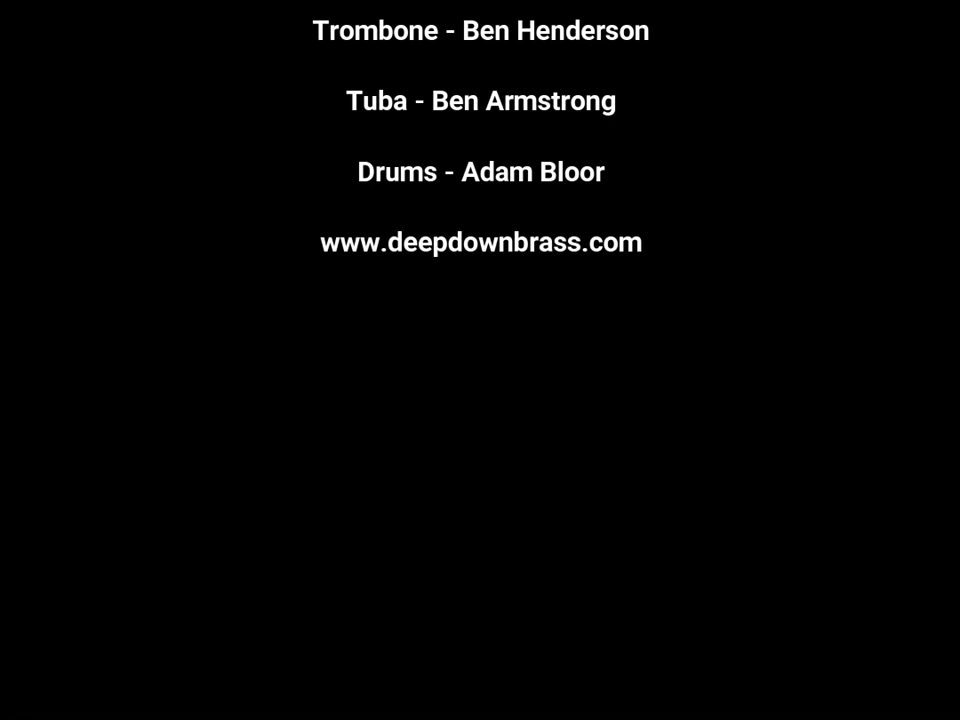 Trombone - Ben Henderson
Tuba - Ben Armstrong
Drums - Adam Bloor
www.deepdownbrass.com